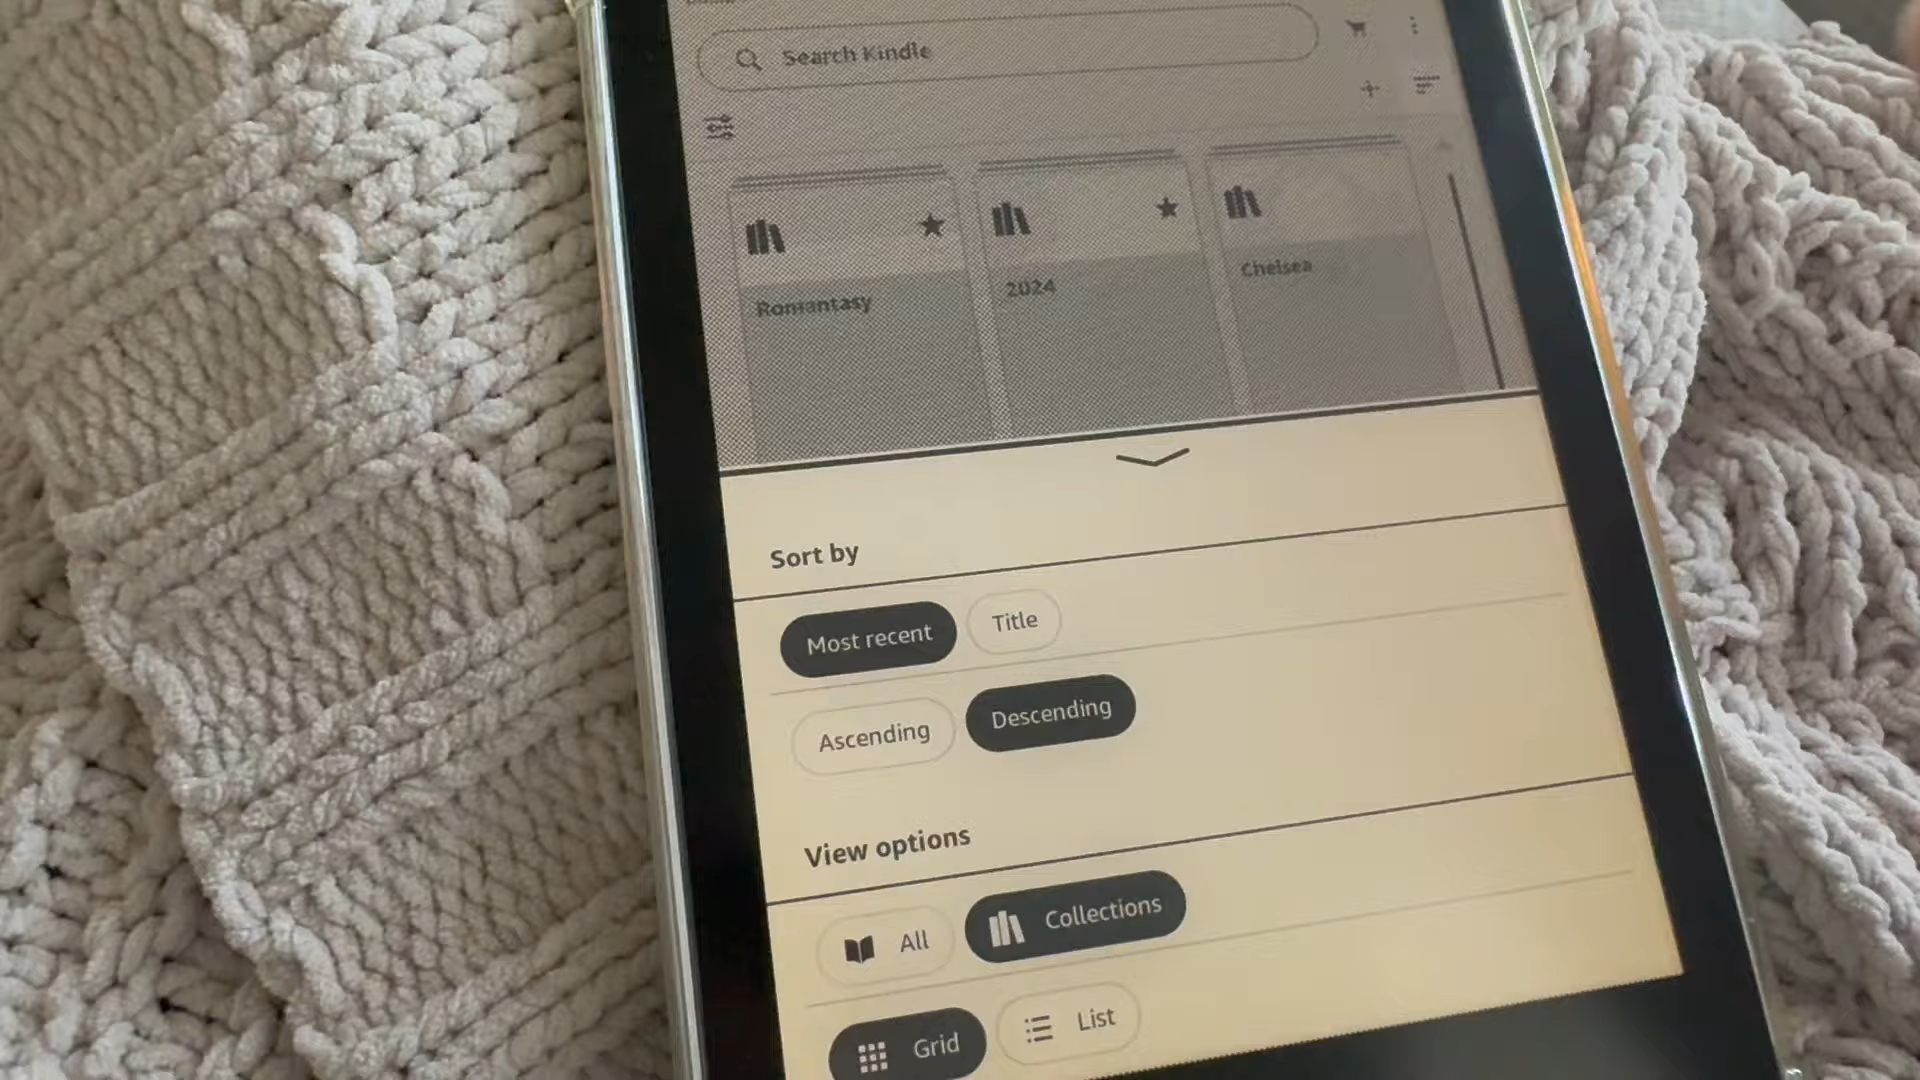 Search Kindle
Romantasy
2024
Chelsea
Sort by
Most recent
Title
Ascending
Descending
View options
All
Collections
Grid
List